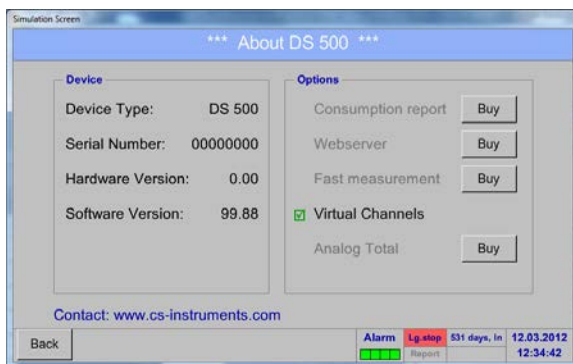 Simulation Screen
*** About DS 500 ***
Device
Device Type: DS 500
Serial Number: 00000000
Hardware Version: 0.00
Software Version: 99.88
Options
Consumption report Buy
Webserver Buy
Fast measurement Buy
Virtual Channels
Analog Total Buy
Contact: www.cs-instruments.com
Back
Alarm
Lg.stop
Report
531 days, ln
12.03.2012
12:34:42